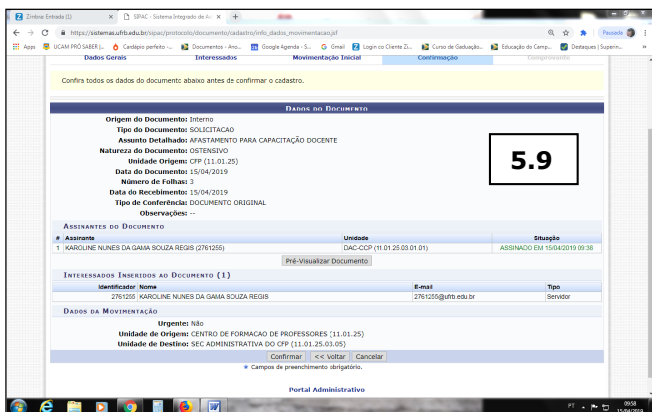 Zimbra: Entrada (1)
SIPAC - Sistema Integrado de
https://sistemas.ufrb.edu.br/sipac/protocolo/documento/cadastro/info_dados_movimentacao.jsf
Pausada
Apps
UCAM PRÓ SABER |...
Cardápio perfeito -...
Documentos - Ano...
Google Agenda - S...
Gmail
Login co Cliente Zi...
Curso de Gaduação...
Educação do Camp...
Destaques | Superin...
Dados Gerais
Interessados
Movimentação Inicial
Confirmação
Comprovante
Confira todos os dados do documento abaixo antes de confirmar o cadastro.
DADOS DO DOCUMENTO
Origem do Documento: Interno
Tipo do Documento: SOLICITACAO
Assunto Detalhado: AFASTAMENTO PARA CAPACITAÇÃO DOCENTE
Natureza do Documento: OSTENSIVO
Unidade Origem: CFP (11.01.25)
Data do Documento: 15/04/2019
Número de Folhas: 3
Data do Recebimento: 15/04/2019
Tipo de Conferência: DOCUMENTO ORIGINAL
Observações: --
5.9
ASSINANTES DO DOCUMENTO
# Assinante Unidade Situação
1 KAROLINE NUNES DA GAMA SOUZA REGIS (2761255) DAC-CCP (11.01.25.03.01.01) ASSINADO EM 15/04/2019 09:38
Pré-Visualizar Documento
INTERESSADOS INSERIDOS AO DOCUMENTO (1)
Identificador Nome E-mail Tipo
2761255 KAROLINE NUNES DA GAMA SOUZA REGIS 2761255@ufrb.edu.br Servidor
DADOS DA MOVIMENTAÇÃO
Urgente: Não
Unidade de Origem: CENTRO DE FORMACAO DE PROFESSORES (11.01.25)
Unidade de Destino: SEC ADMINISTRATIVA DO CFP (11.01.25.03.05)
Confirmar << Voltar Cancelar
* Campos de preenchimento obrigatório.
Portal Administrativo
PT
09:58
15/04/2019